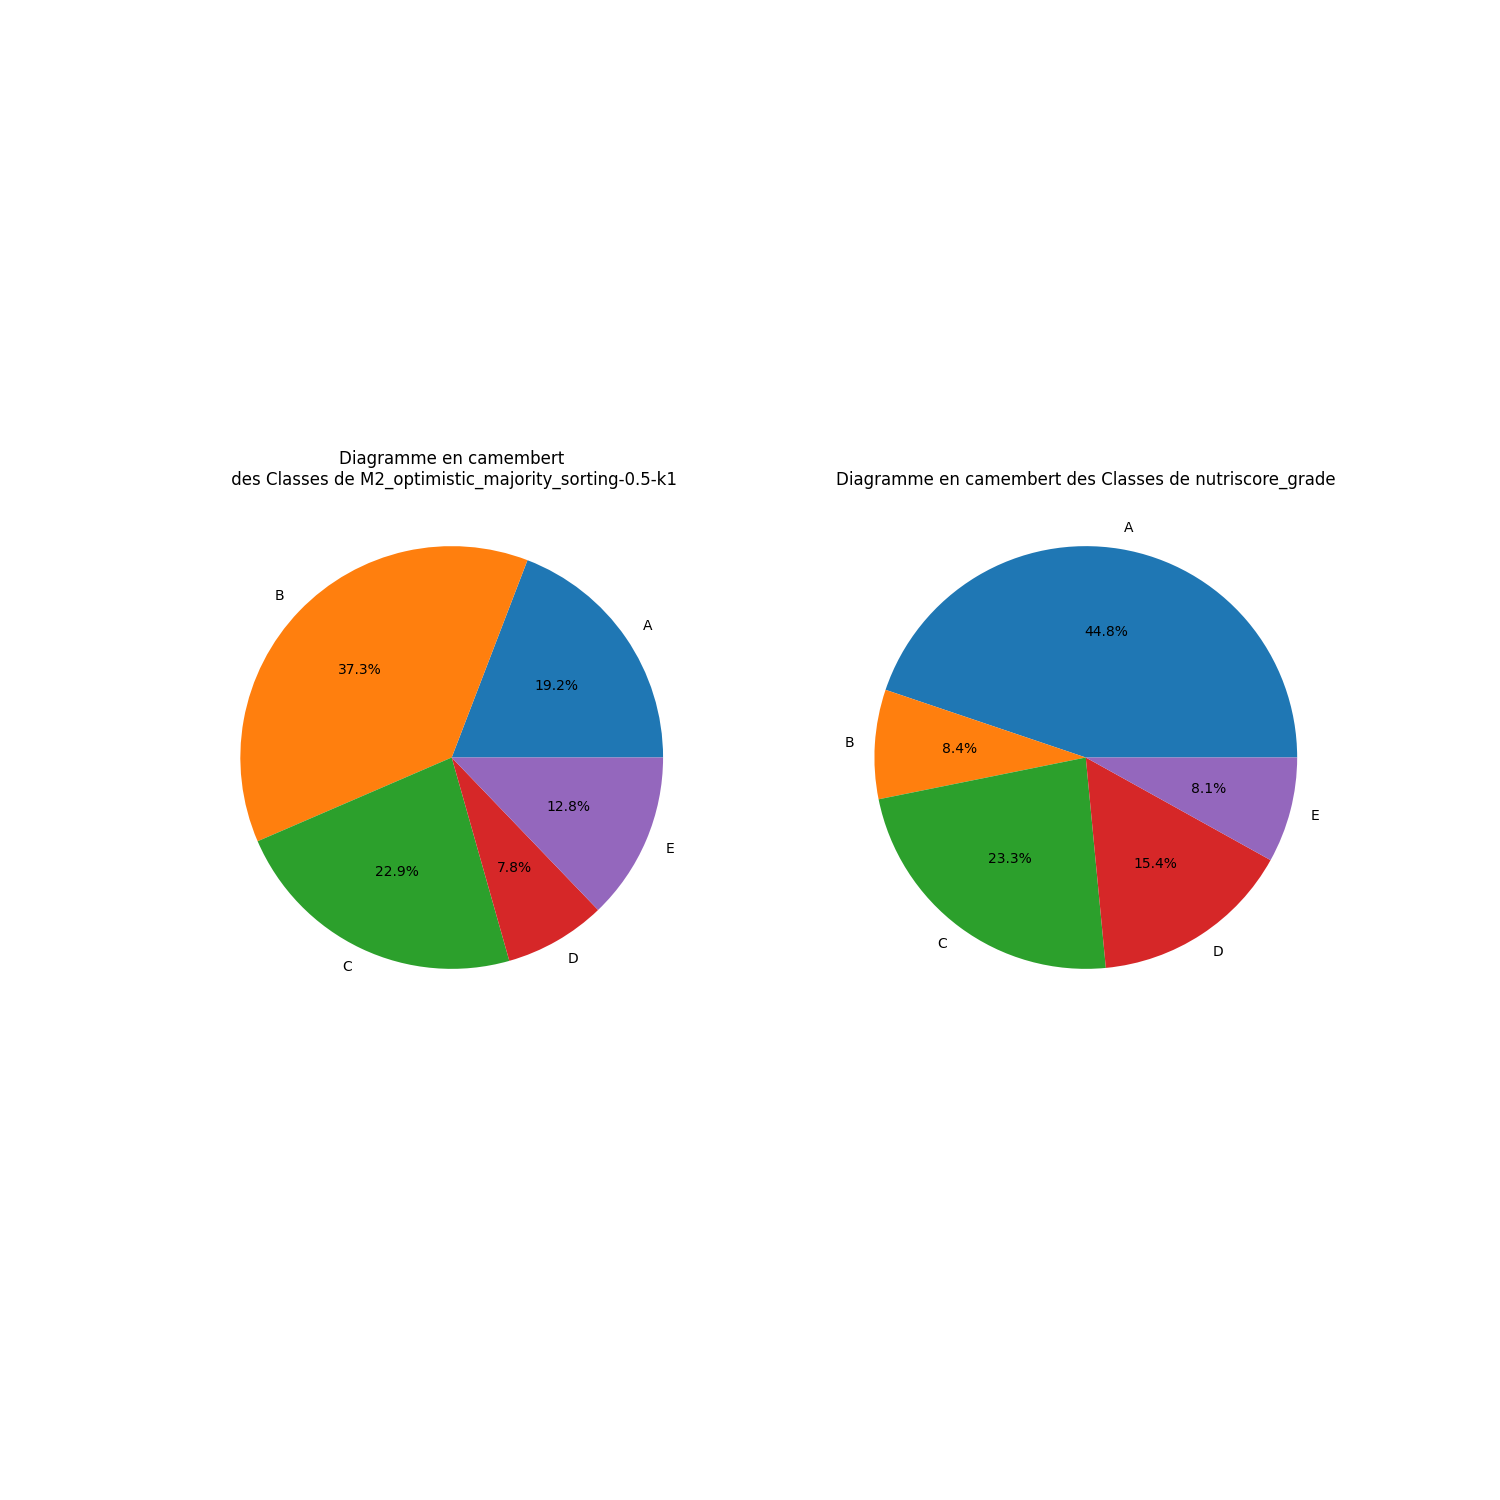 Diagramme en camembert
des Classes de M2_optimistic_majority_sorting-0.5-k1
A
19.2%
B
37.3%
C
22.9%
D
7.8%
E
12.8%
Diagramme en camembert des Classes de nutriscore_grade
A
44.8%
B
8.4%
C
23.3%
D
15.4%
E
8.1%